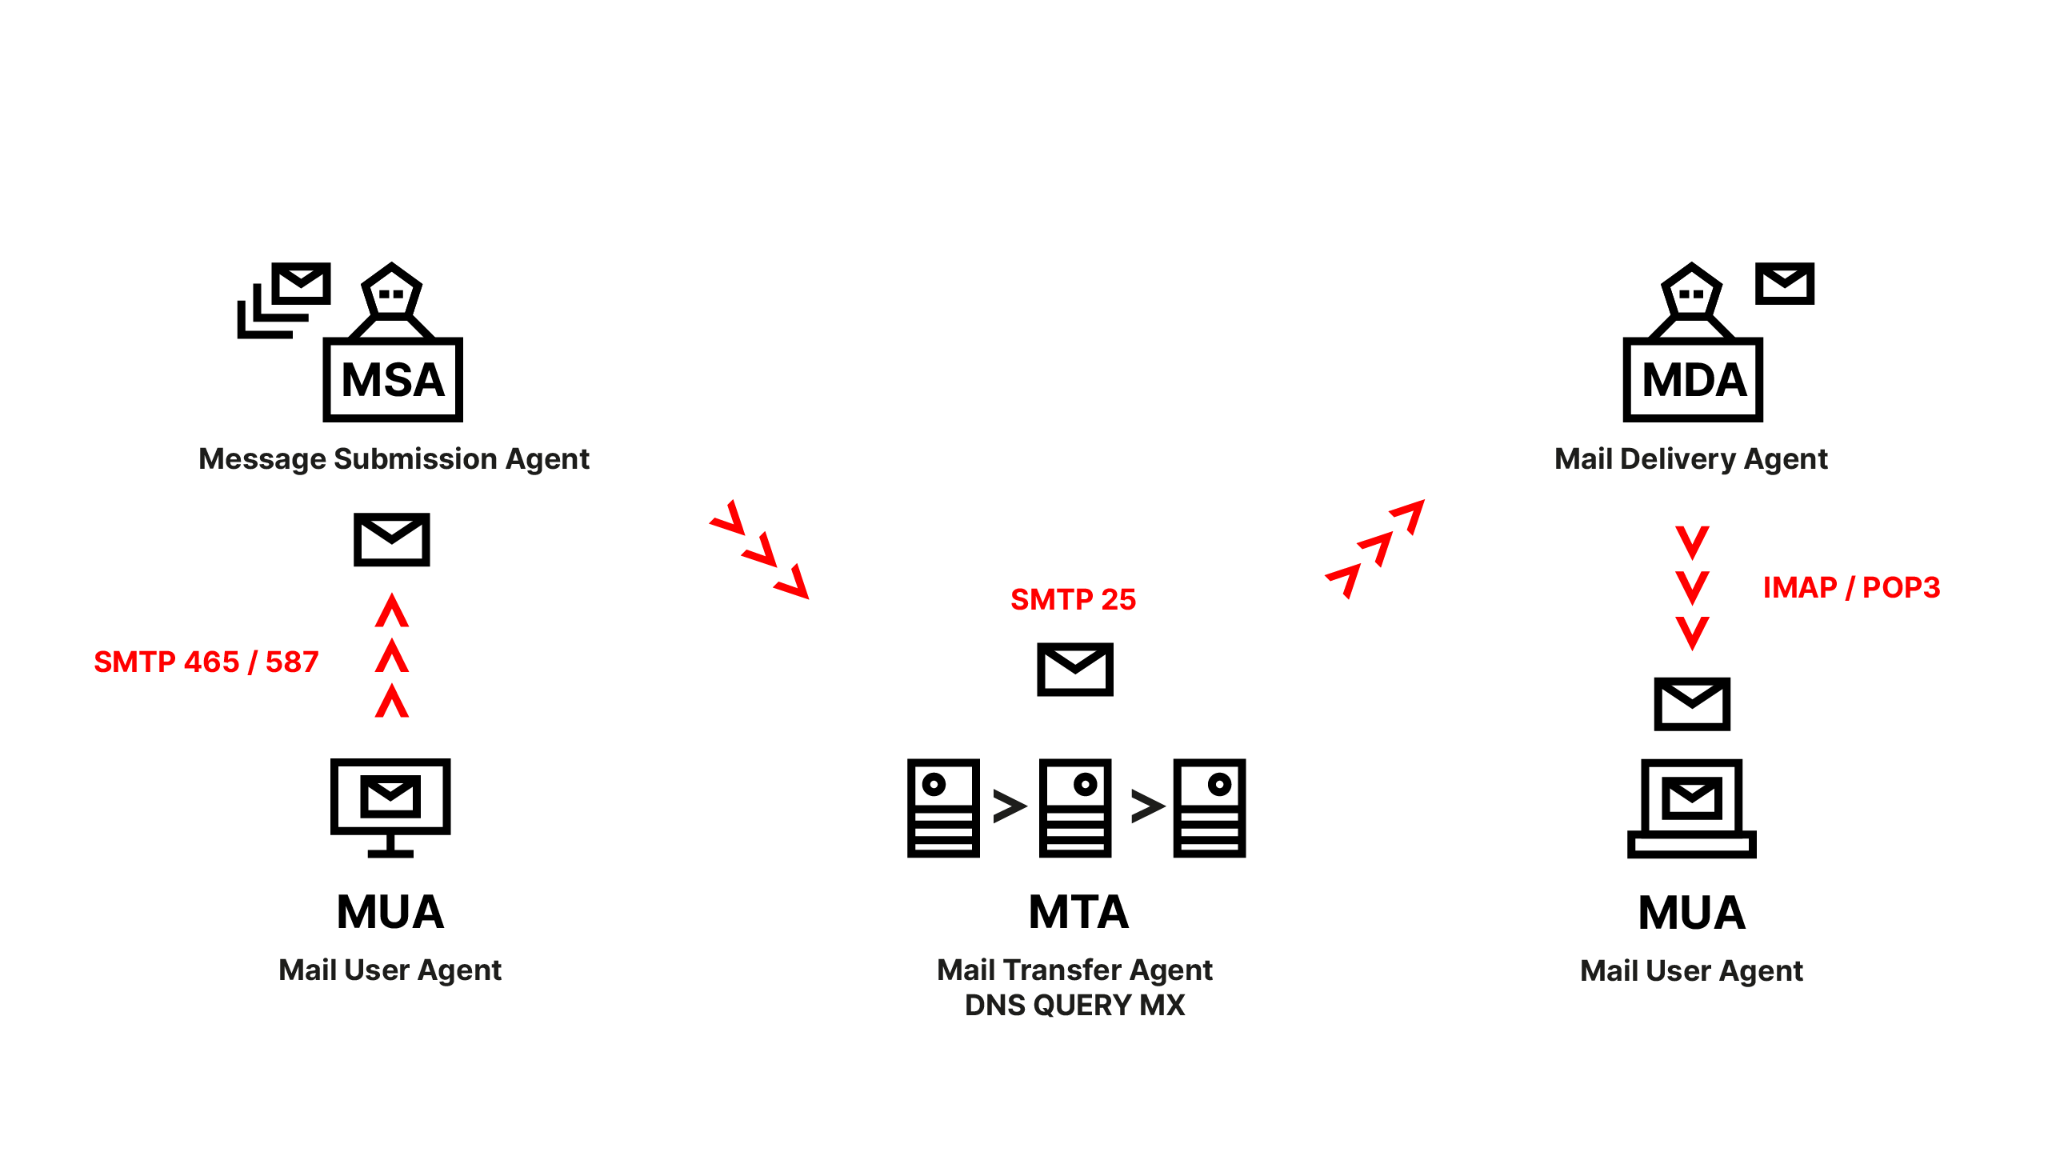 MSA
Message Submission Agent
SMTP 465 / 587
MUA
Mail User Agent
SMTP 25
MTA
Mail Transfer Agent
DNS QUERY MX
MDA
Mail Delivery Agent
IMAP / POP3
MUA
Mail User Agent